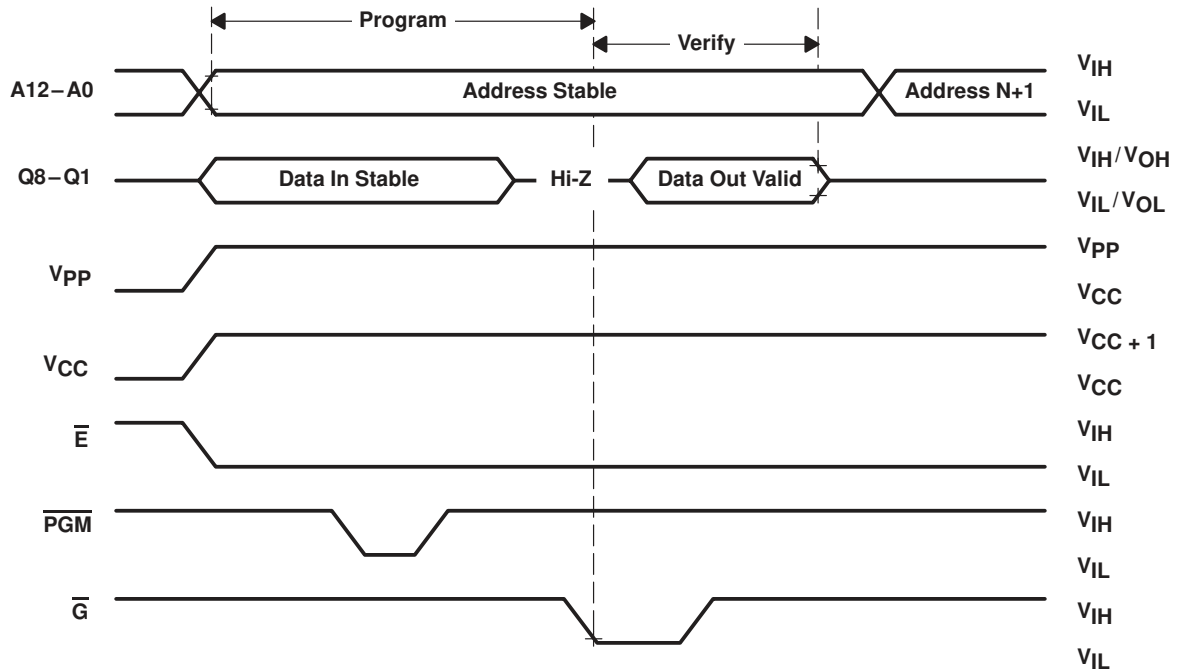 Program
Verify
A12–A0 Address Stable Address N+1 VIH
VIL
Q8–Q1 Data In Stable Hi-Z Data Out Valid VIH/VOH
VIL/VOL
VPP VPP
VCC
VCC VCC + 1
VCC
E̅ VIH
VIL
P̅G̅M̅ VIH
VIL
G̅ VIH
VIL